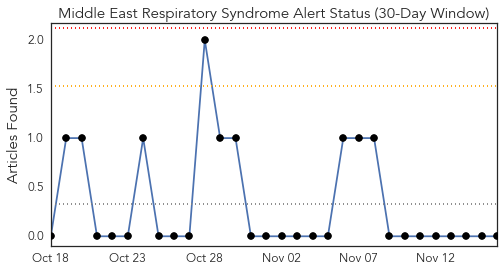 Middle East Respiratory Syndrome Alert Status (30-Day Window)
Articles Found
2.0
1.5
1.0
0.5
0.0
Oct 18 Oct 23 Oct 28 Nov 02 Nov 07 Nov 12